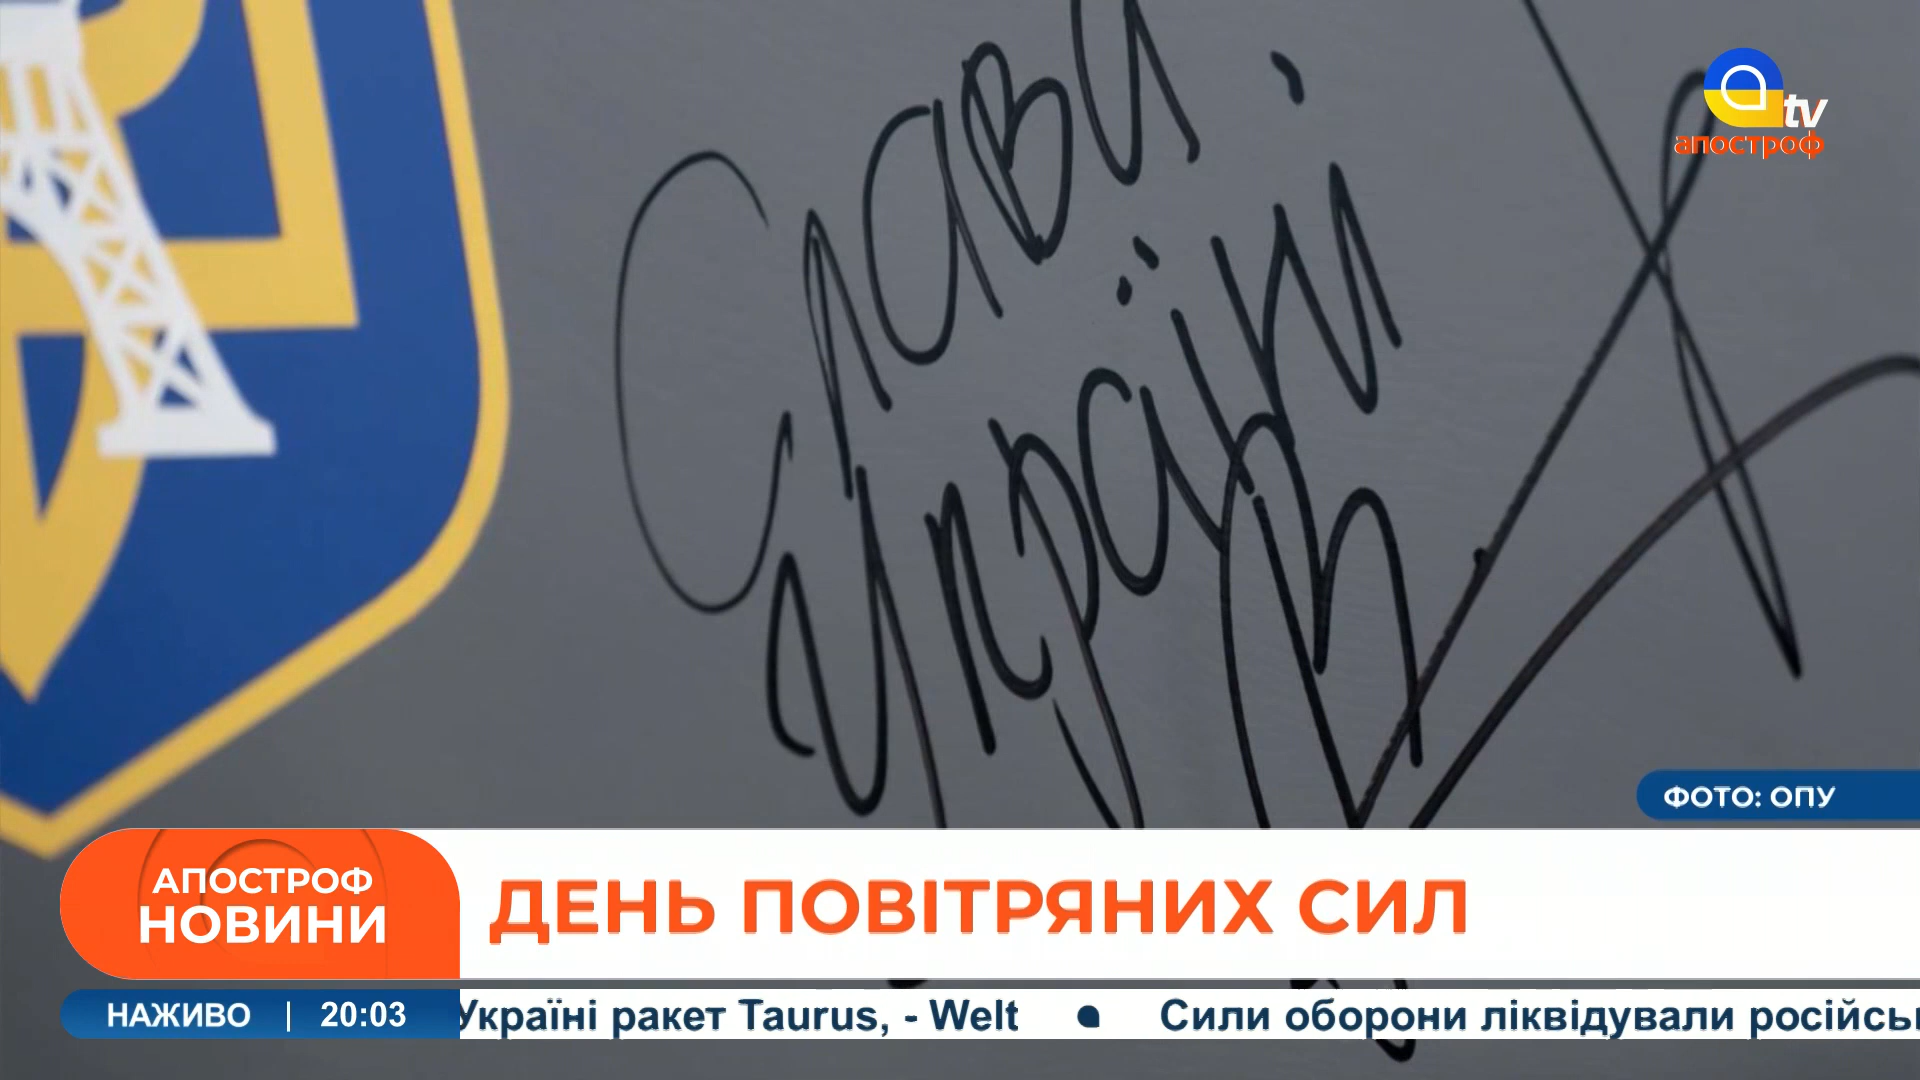 Слава
Україні
tv
апостроф
ФОТО: ОПУ
АПОСТРОФ
НОВИНИ
ДЕНЬ ПОВІТРЯНИХ СИЛ
НАЖИВО | 20:03
Україні ракет Taurus, - Welt • Сили оборони ліквідували російсь